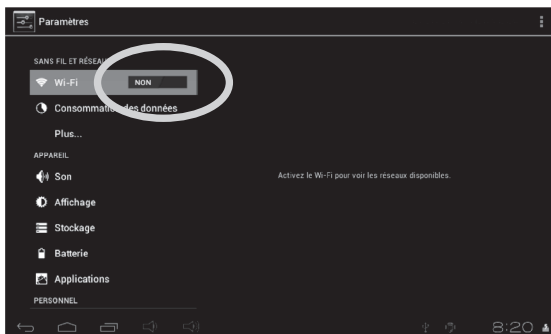 Paramètres
SANS FIL ET RÉSEAU
Wi-Fi NON
Consommation des données
Plus...
APPAREIL
Son
Activez le Wi-Fi pour voir les réseaux disponibles.
Affichage
Stockage
Batterie
Applications
PERSONNEL
8:20